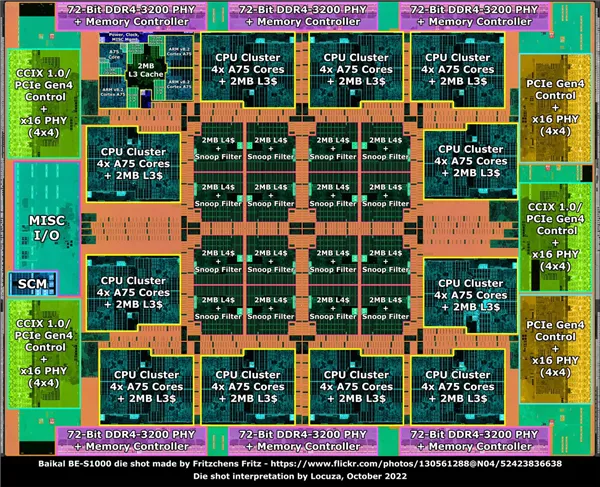 72-Bit DDR4-3200 PHY
+ Memory Controller
72-Bit DDR4-3200 PHY
+ Memory Controller
72-Bit DDR4-3200 PHY
+ Memory Controller
CCIX 1.0/
PCIe Gen4
Control
+
x16 PHY
(4x4)
Power, Clock,
MISC Mgmt.
A75
Core
2MB
L3 Cache
ARM v8.2
Cortex A75
ARM v8.2
Cortex A75
ARM v8.2
Cortex A75
CPU Cluster
4x A75 Cores
+ 2MB L3$
CPU Cluster
4x A75 Cores
+ 2MB L3$
CPU Cluster
4x A75 Cores
+ 2MB L3$
PCIe Gen4
Control
+
x16 PHY
(4x4)
CPU Cluster
4x A75 Cores
+ 2MB L3$
2MB L4$
+
Snoop Filter
2MB L4$
+
Snoop Filter
2MB L4$
+
Snoop Filter
2MB L4$
+
Snoop Filter
CPU Cluster
4x A75 Cores
+ 2MB L3$
2MB L4$
+
Snoop Filter
2MB L4$
+
Snoop Filter
2MB L4$
+
Snoop Filter
2MB L4$
+
Snoop Filter
MISC
I/O
CCIX 1.0/
PCIe Gen4
Control
+
x16 PHY
(4x4)
SCM
CPU Cluster
4x A75 Cores
+ 2MB L3$
2MB L4$
+
Snoop Filter
2MB L4$
+
Snoop Filter
2MB L4$
+
Snoop Filter
2MB L4$
+
Snoop Filter
CPU Cluster
4x A75 Cores
+ 2MB L3$
2MB L4$
+
Snoop Filter
2MB L4$
+
Snoop Filter
2MB L4$
+
Snoop Filter
2MB L4$
+
Snoop Filter
CCIX 1.0/
PCIe Gen4
Control
+
x16 PHY
(4x4)
CPU Cluster
4x A75 Cores
+ 2MB L3$
CPU Cluster
4x A75 Cores
+ 2MB L3$
CPU Cluster
4x A75 Cores
+ 2MB L3$
CPU Cluster
4x A75 Cores
+ 2MB L3$
PCIe Gen4
Control
+
x16 PHY
(4x4)
72-Bit DDR4-3200 PHY
+ Memory Controller
72-Bit DDR4-3200 PHY
+ Memory Controller
72-Bit DDR4-3200 PHY
+ Memory Controller
Baikal BE-S1000 die shot made by Fritzchens Fritz - https://www.flickr.com/photos/130561288@N04/52423836638
Die shot interpretation by Locuza, October 2022